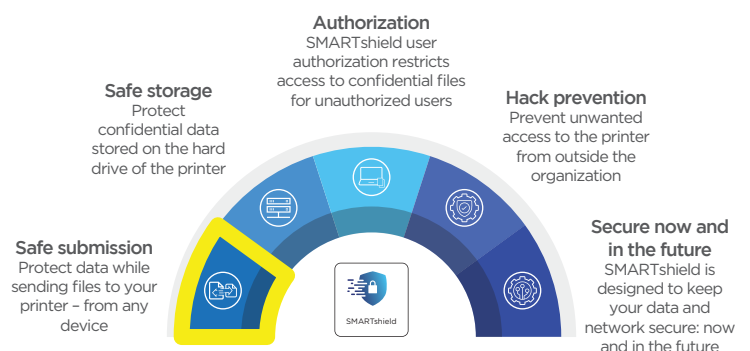 Authorization
SMARTshield user
authorization restricts
access to confidential files
for unauthorized users
Safe storage
Protect
confidential data
stored on the hard
drive of the printer
Hack prevention
Prevent unwanted
access to the printer
from outside the
organization
Safe submission
Protect data while
sending files to your
printer – from any
device
Secure now and
in the future
SMARTshield is
designed to keep
your data and
network secure: now
and in the future
SMARTshield